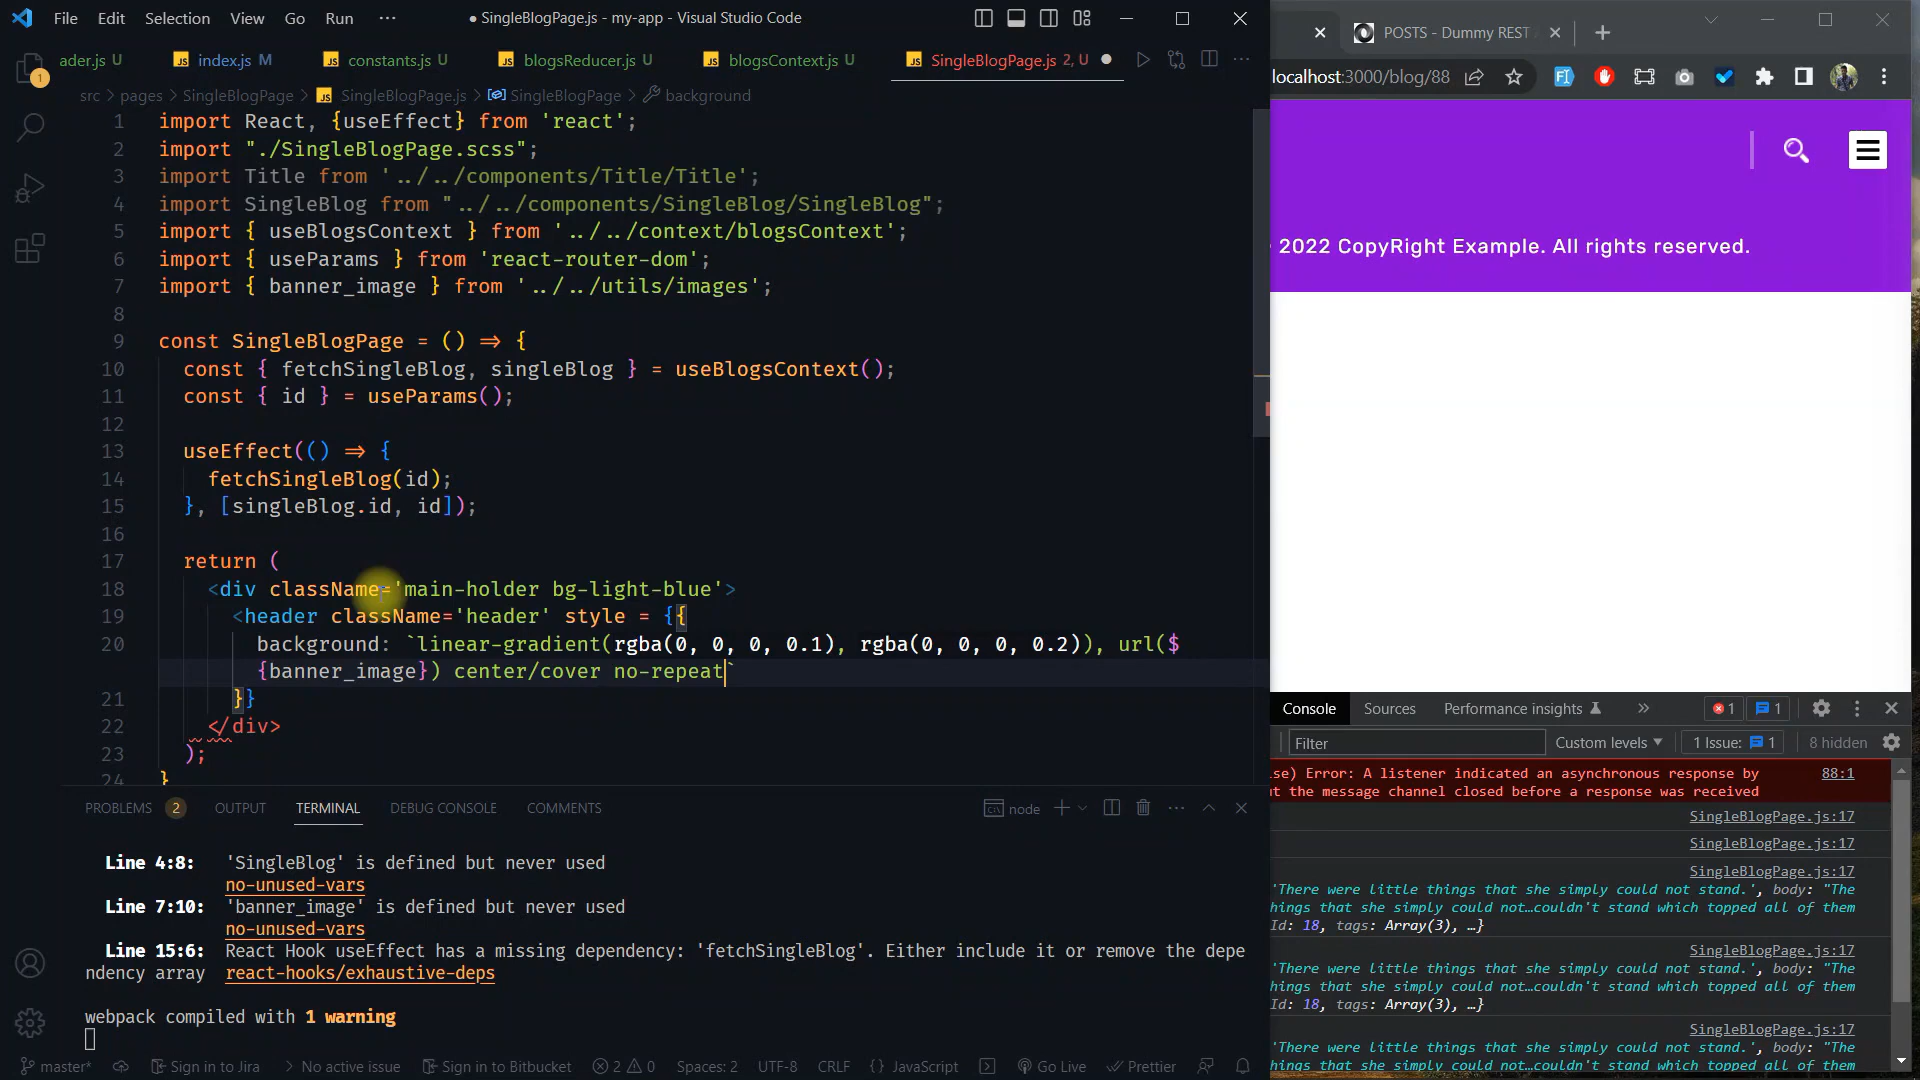 File Edit Selection View Go Run ··· ● SingleBlogPage.js - my-app - Visual Studio Code
ader.js U index.js M constants.js U blogsReducer.js U blogsContext.js U SingleBlogPage.js 2, U
src > pages > SingleBlogPage > SingleBlogPage.js > SingleBlogPage > background
1 import React, {useEffect} from 'react';
2 import "./SingleBlogPage.scss";
3 import Title from '../../components/Title/Title';
4 import SingleBlog from "../../components/SingleBlog/SingleBlog";
5 import { useBlogsContext } from '../../context/blogsContext';
6 import { useParams } from 'react-router-dom';
7 import { banner_image } from '../../utils/images';
8
9 const SingleBlogPage = () => {
10 const { fetchSingleBlog, singleBlog } = useBlogsContext();
11 const { id } = useParams();
12
13 useEffect(() => {
14 fetchSingleBlog(id);
15 }, [singleBlog.id, id]);
16
17 return (
18 <div className='main-holder bg-light-blue'>
19 <header className='header' style = {{
20 background: `linear-gradient(rgba(0, 0, 0, 0.1), rgba(0, 0, 0, 0.2)), url($
{banner_image}) center/cover no-repeat`
21 }}
22 </div>
23 );
24 }
PROBLEMS 2 OUTPUT TERMINAL DEBUG CONSOLE COMMENTS node
Line 4:8: 'SingleBlog' is defined but never used
no-unused-vars
Line 7:10: 'banner_image' is defined but never used
no-unused-vars
Line 15:6: React Hook useEffect has a missing dependency: 'fetchSingleBlog'. Either include it or remove the depe
ndency array react-hooks/exhaustive-deps
webpack compiled with 1 warning
master* Sign in to Jira No active issue Sign in to Bitbucket 2 0 Spaces: 2 UTF-8 CRLF {} JavaScript Go Live Prettier
POSTS - Dummy REST
localhost:3000/blog/88
2022 CopyRight Example. All rights reserved.
Console Sources Performance insights 1 1
Filter Custom levels 1 Issue: 1 8 hidden
se) Error: A listener indicated an asynchronous response by 88:1
t the message channel closed before a response was received
SingleBlogPage.js:17
SingleBlogPage.js:17
SingleBlogPage.js:17
'There were little things that she simply could not stand.', body: "The
hings that she simply could not…couldn't stand which topped all of them
Id: 18, tags: Array(3), …}
SingleBlogPage.js:17
'There were little things that she simply could not stand.', body: "The
hings that she simply could not…couldn't stand which topped all of them
Id: 18, tags: Array(3), …}
SingleBlogPage.js:17
'There were little things that she simply could not stand.', body: "The
hings that she simply could not…couldn't stand which topped all of them